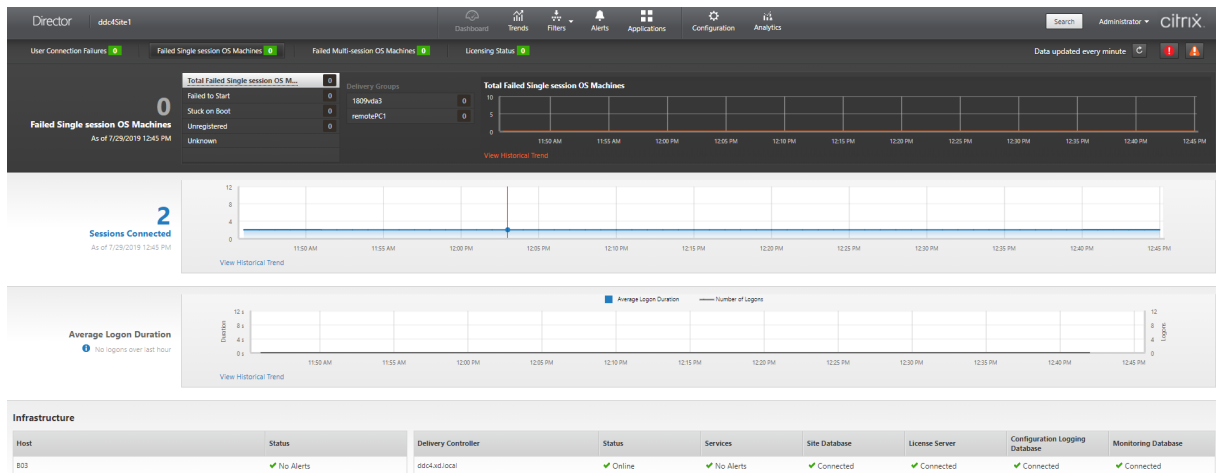 Director ddc4Site1 Dashboard Trends Filters Alerts Applications Configuration Analytics Search Administrator citrix
User Connection Failures 0 Failed Single session OS Machines 0 Failed Multi-session OS Machines 0 Licensing Status 0 Data updated every minute
0
Failed Single session OS Machines
As of 7/29/2019 12:45 PM
Total Failed Single session OS M... 0
Failed to Start 0
Stuck on Boot 0
Unregistered 0
Unknown
Delivery Groups
1809vda3 0
remotePC1 0
Total Failed Single session OS Machines
10
5
0
11:50 AM 11:55 AM 12:00 PM 12:05 PM 12:10 PM 12:15 PM 12:20 PM 12:25 PM 12:30 PM 12:35 PM 12:40 PM 12:45 PM
View Historical Trend
2
Sessions Connected
As of 7/29/2019 12:45 PM
12
8
4
0
11:50 AM 11:55 AM 12:00 PM 12:05 PM 12:10 PM 12:15 PM 12:20 PM 12:25 PM 12:30 PM 12:35 PM 12:40 PM 12:45 PM
View Historical Trend
Average Logon Duration
No logons over last hour
Average Logon Duration Number of Logons
Duration
12 s
8 s
4 s
0 s
12
8
4
0
Logons
11:50 AM 11:55 AM 12:00 PM 12:05 PM 12:10 PM 12:15 PM 12:20 PM 12:25 PM 12:30 PM 12:35 PM 12:40 PM 12:45 PM
View Historical Trend
Infrastructure
Host Status Delivery Controller Status Services Site Database License Server Configuration Logging Database Monitoring Database
B03 No Alerts ddc4.xd.local Online No Alerts Connected Connected Connected Connected